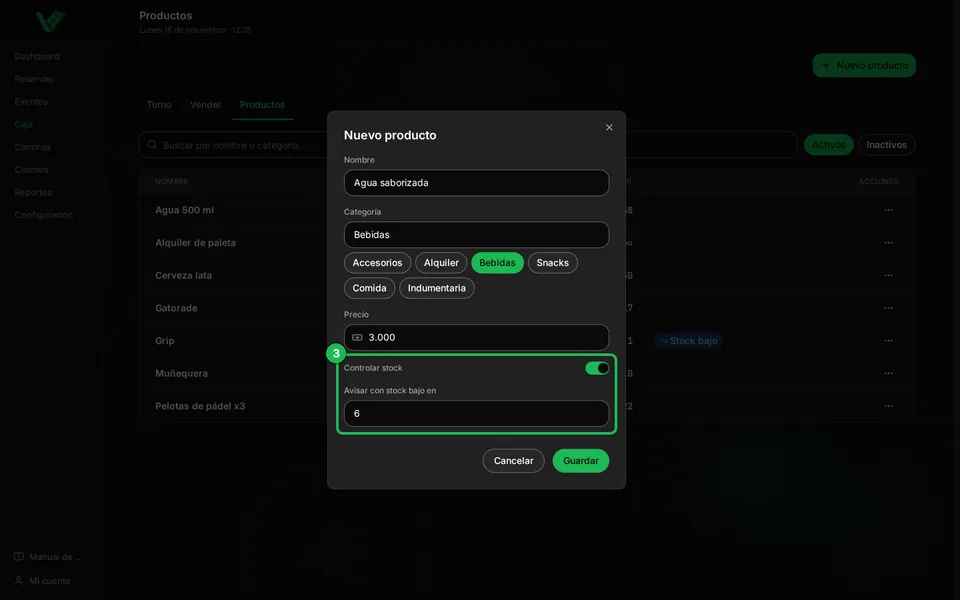 Productos
Lunes 16 de noviembre · 12:35
Dashboard
Reservas
Eventos
Caja
Canchas
Clientes
Reportes
Configuración
Manual de ...
Mi cuenta
+ Nuevo producto
Turno Vender Productos
Buscar por nombre o categoría...
Activos Inactivos
NOMBRE ACCIONES
Agua 500 ml
Alquiler de paleta
Cerveza lata
Gatorade
Grip Stock bajo
Muñequera
Pelotas de pádel x3
Nuevo producto
Nombre
Agua saborizada
Categoría
Bebidas
Accesorios Alquiler Bebidas Snacks
Comida Indumentaria
Precio
3.000
3
Controlar stock
Avisar con stock bajo en
6
Cancelar Guardar